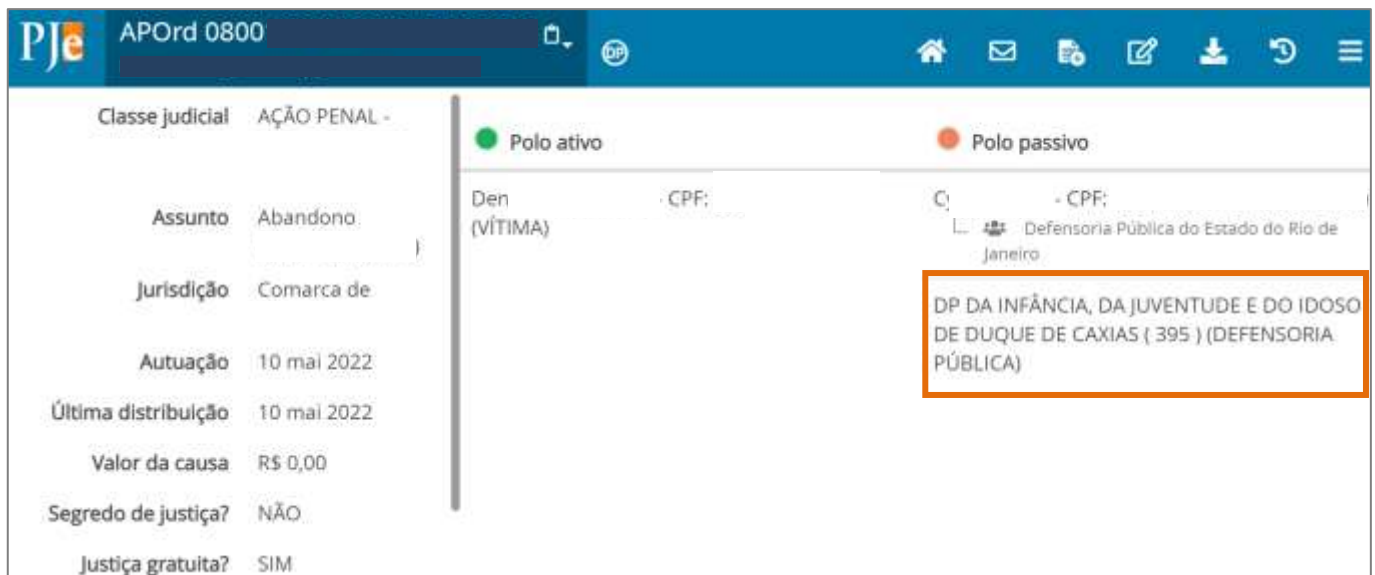 PJe
APOrd 0800
DP
Classe judicial AÇÃO PENAL -
Assunto Abandono
Jurisdição Comarca de
Autuação 10 mai 2022
Última distribuição 10 mai 2022
Valor da causa R$ 0,00
Segredo de justiça? NÃO
Justiça gratuita? SIM
Polo ativo
Den - CPF:
(VÍTIMA)
Polo passivo
- CPF:
Defensoria Pública do Estado do Rio de
Janeiro
DP DA INFÂNCIA, DA JUVENTUDE E DO IDOSO
DE DUQUE DE CAXIAS ( 395 ) (DEFENSORIA
PÚBLICA)